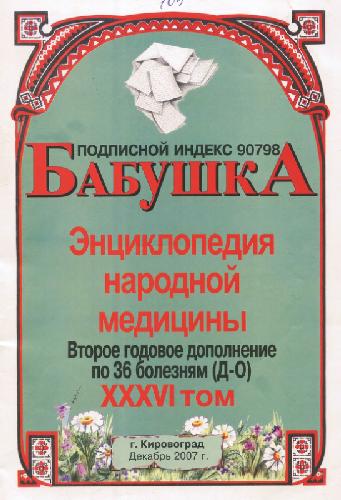 ПОДПИСНОЙ ИНДЕКС 90798
БАБУШКА
Энциклопедия
народной
медицины
Второе годовое дополнение
по 36 болезням (Д-О)
XXXVI том
г. Кировоград
Декабрь 2007 г.